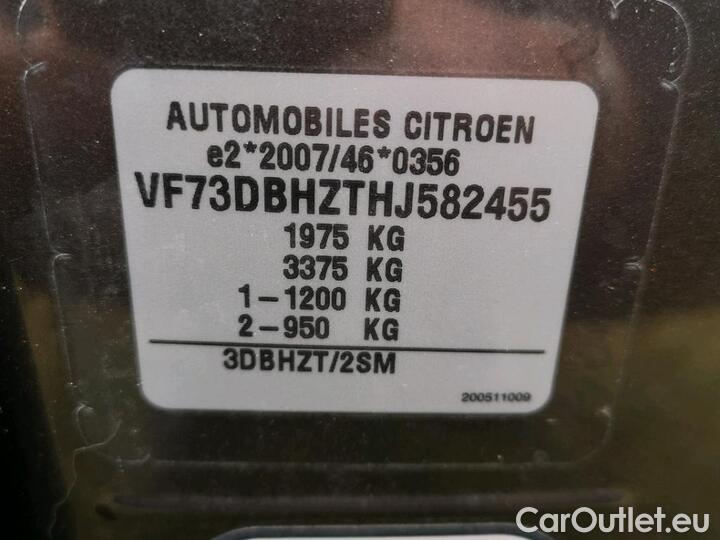 AUTOMOBILES CITROEN
e2*2007/46*0356
VF73DBHZTHJ582455
1975 KG
3375 KG
1-1200 KG
2-950 KG
3DBHZT/2SM
200511009
CarOutlet.eu